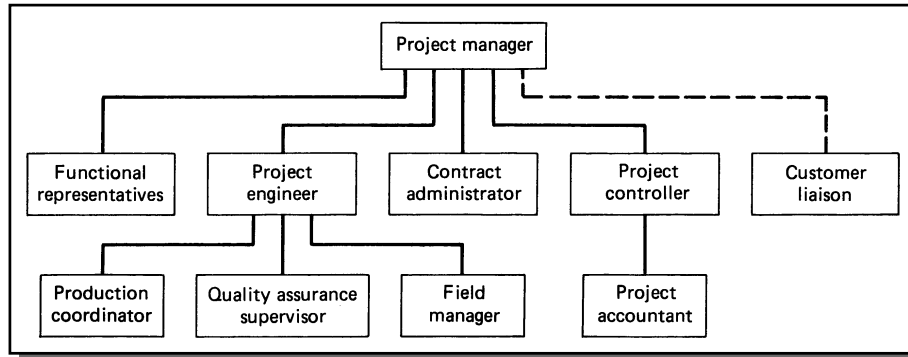 Project manager
Functional
representatives
Project
engineer
Contract
administrator
Project
controller
Customer
liaison
Production
coordinator
Quality assurance
supervisor
Field
manager
Project
accountant